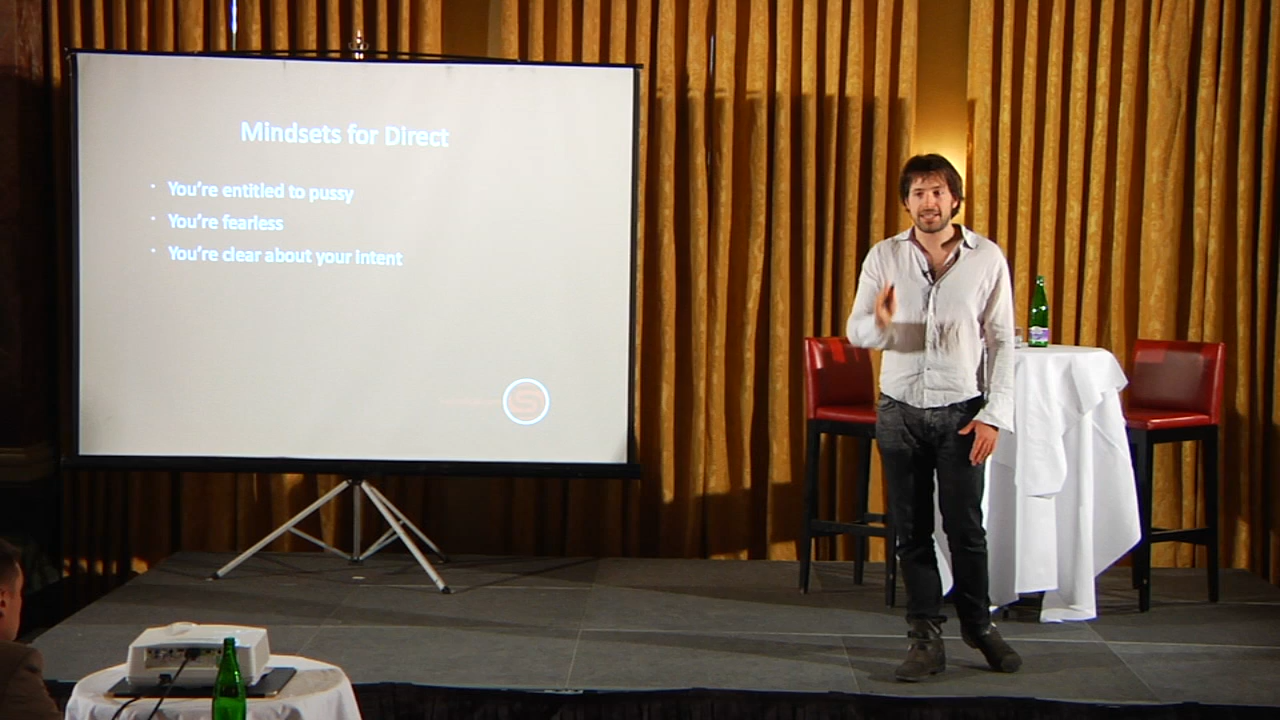 Mindsets for Direct
• You're entitled to pussy
• You're fearless
• You're clear about your intent